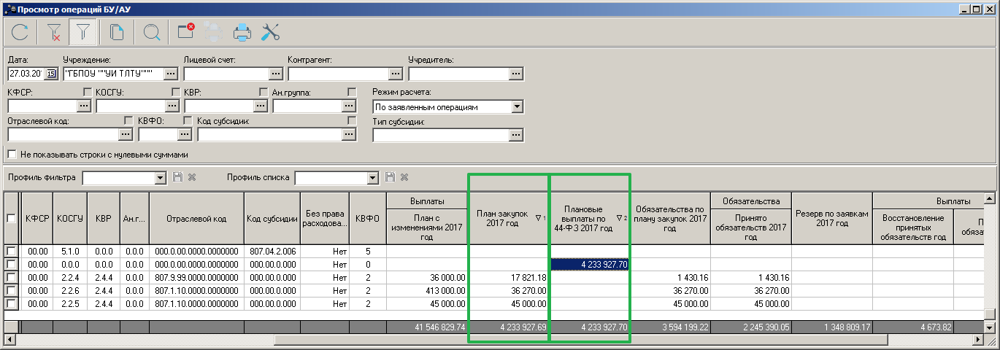 Просмотр операций БУ/АУ
Дата: Учреждение: Лицевой счет: Контрагент: Учредитель:
27.03.20 15 "ГБПОУ ""УИ ТЛТУ"""
КФСР: КОСГУ: КВР: Ан.группа: Режим расчета:
По заявленным операциям
Отраслевой код: КВФО: Код субсидии: Тип субсидии:
Не показывать строки с нулевыми суммами
Профиль фильтра Профиль списка
Выплаты Обязательства Выплаты
КФСР КОСГУ КВР Ан.г... Отраслевой код Код субсидии Без права расходова... КВФО План с изменениями 2017 год План закупок 2017 год 1 Плановые выплаты по 44-ФЗ 2017 год 2 Обязательства по плану закупок 2017 год Принято обязательств 2017 год Резерв по заявкам 2017 год Восстановление принятых обязательств год
00.00 5.1.0 0.0.0 0.0.0 000.0.00.0000.0000000 807.04.2.006 Нет 5
00.00 0.0.0 0.0.0 0.0.0 000.0.00.0000.0000000 000.00.0.000 Нет 0 4 233 927.70
00.00 2.2.4 2.4.4 0.0.0 807.9.99.0000.0000000 000.00.0.000 Нет 2 36 000.00 17 821.18 1 430.16 1 430.16
00.00 2.2.6 2.4.4 0.0.0 807.1.10.0000.0000000 000.00.0.000 Нет 2 413 000.00 36 270.00 36 270.00 36 270.00
00.00 2.2.5 2.4.4 0.0.0 807.1.10.0000.0000000 000.00.0.000 Нет 2 45 000.00 45 000.00 45 000.00 45 000.00
41 546 829.74 4 233 927.69 4 233 927.70 3 594 199.22 2 245 390.05 1 348 809.17 4 673.82